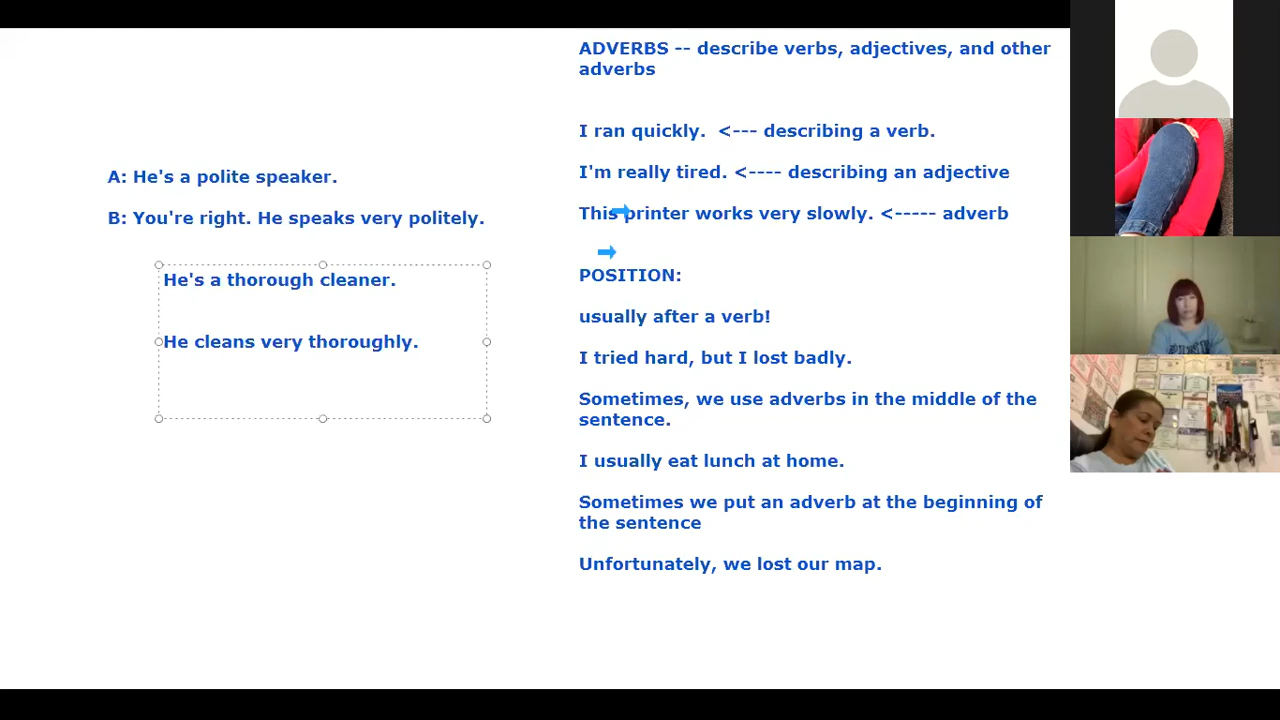 A: He's a polite speaker.
B: You're right. He speaks very politely.
He's a thorough cleaner.
He cleans very thoroughly.
ADVERBS -- describe verbs, adjectives, and other
adverbs
I ran quickly.  <--- describing a verb.
I'm really tired. <---- describing an adjective
This printer works very slowly. <----- adverb
POSITION:
usually after a verb!
I tried hard, but I lost badly.
Sometimes, we use adverbs in the middle of the
sentence.
I usually eat lunch at home.
Sometimes we put an adverb at the beginning of
the sentence
Unfortunately, we lost our map.